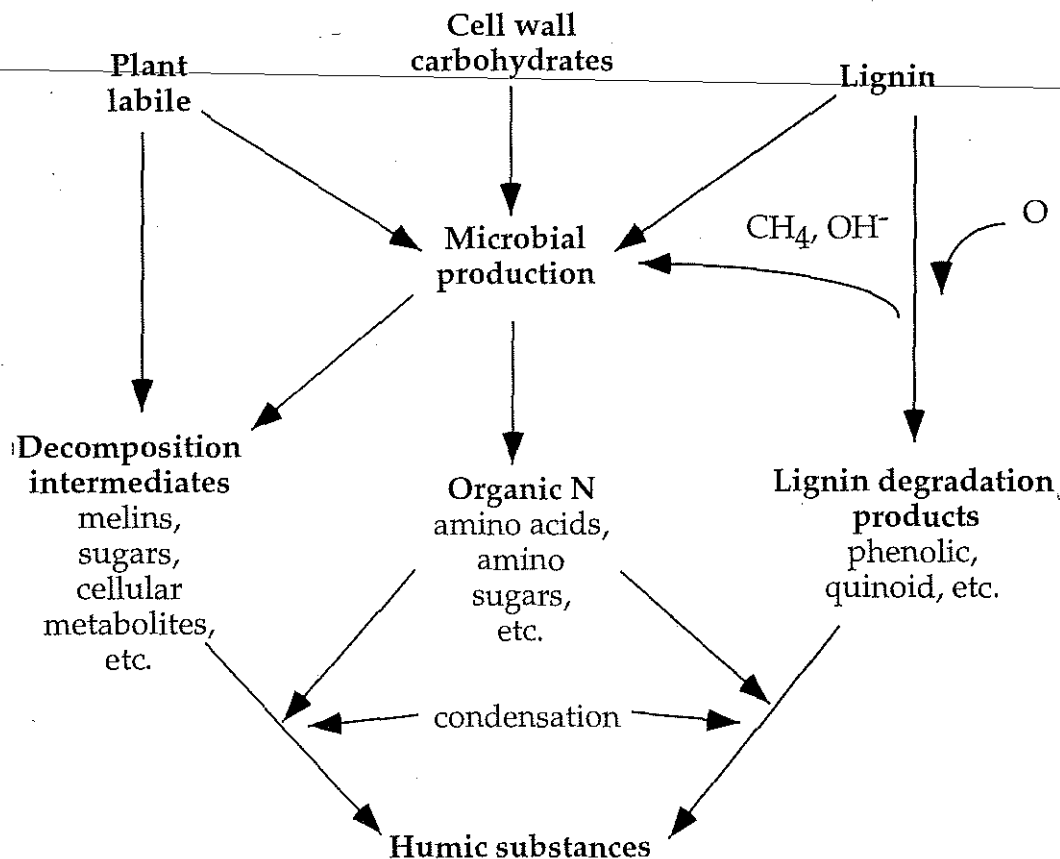 Cell wall
carbohydrates
Plant
labile
Lignin
Microbial
production
CH₄, OH⁻
O
Decomposition
intermediates
melins,
sugars,
cellular
metabolites,
etc.
Organic N
amino acids,
amino
sugars,
etc.
Lignin degradation
products
phenolic,
quinoid, etc.
condensation
Humic substances